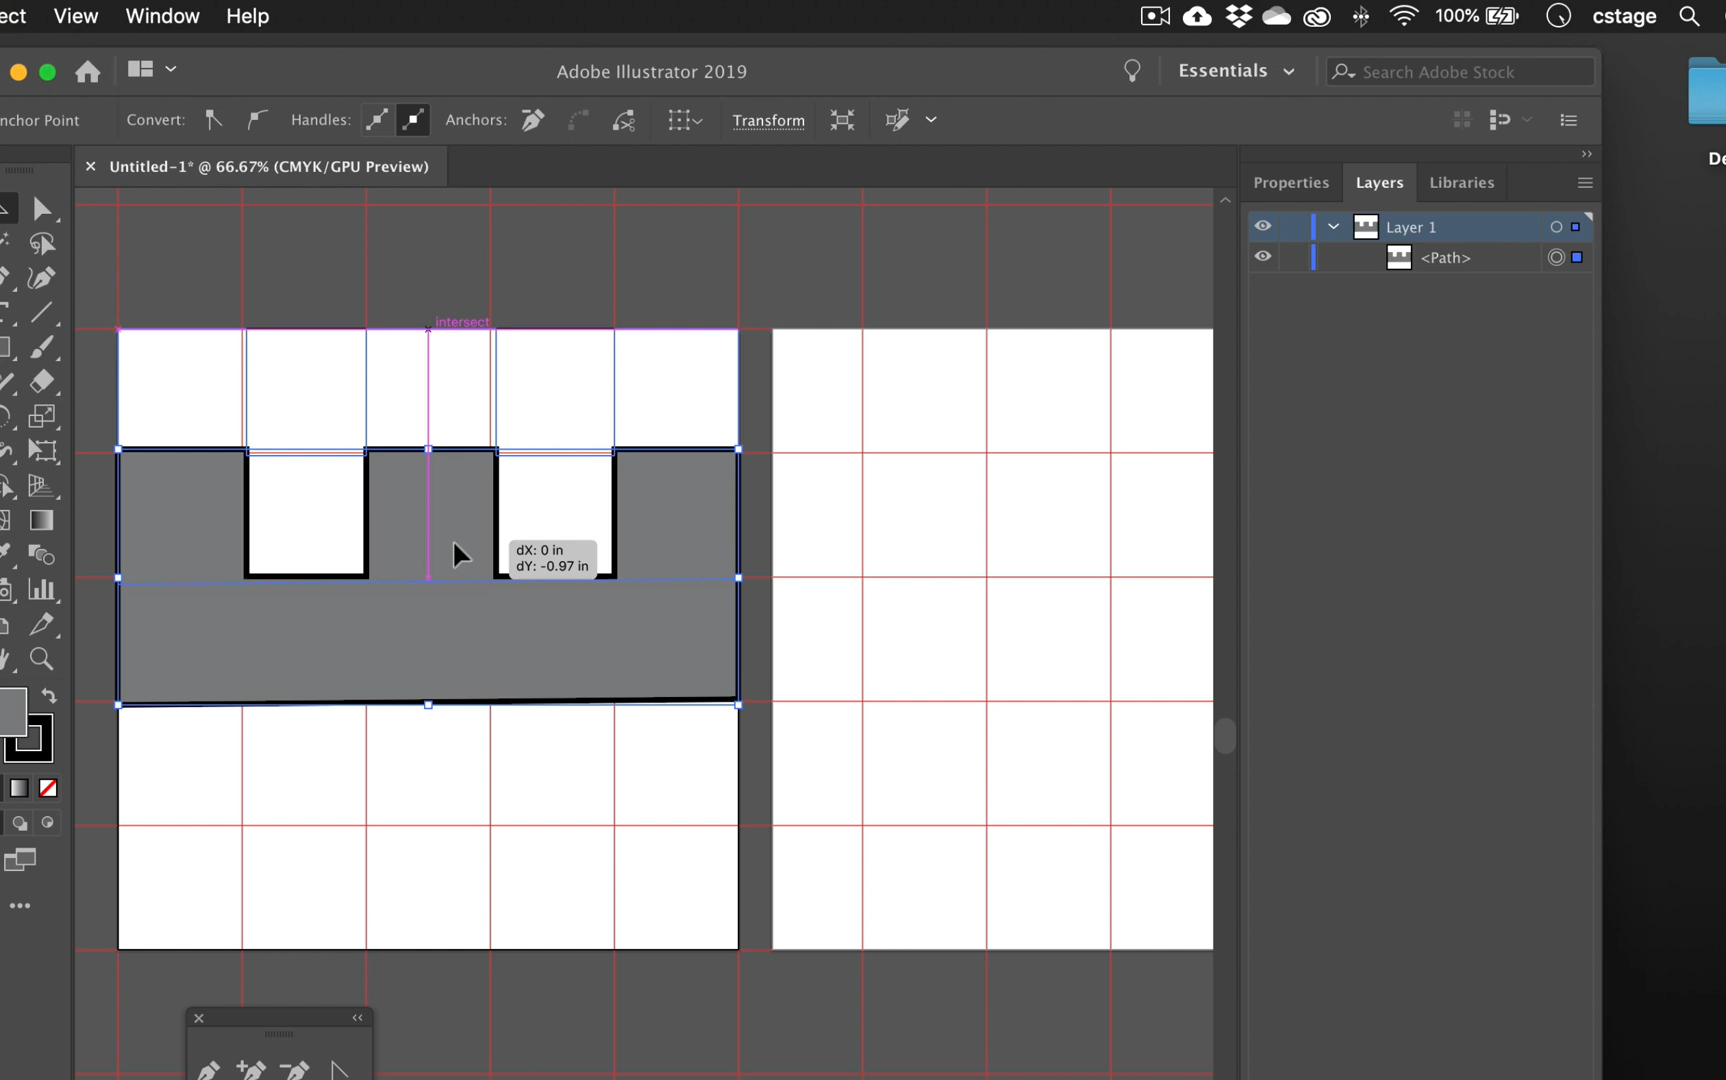 ect View Window Help 100% cstage
Adobe Illustrator 2019 Essentials Search Adobe Stock
nchor Point Convert: Handles: Anchors: Transform
× Untitled-1* @ 66.67% (CMYK/GPU Preview)
Properties Layers Libraries
Layer 1
<Path>
intersect
dX: 0 in
dY: -0.97 in
De